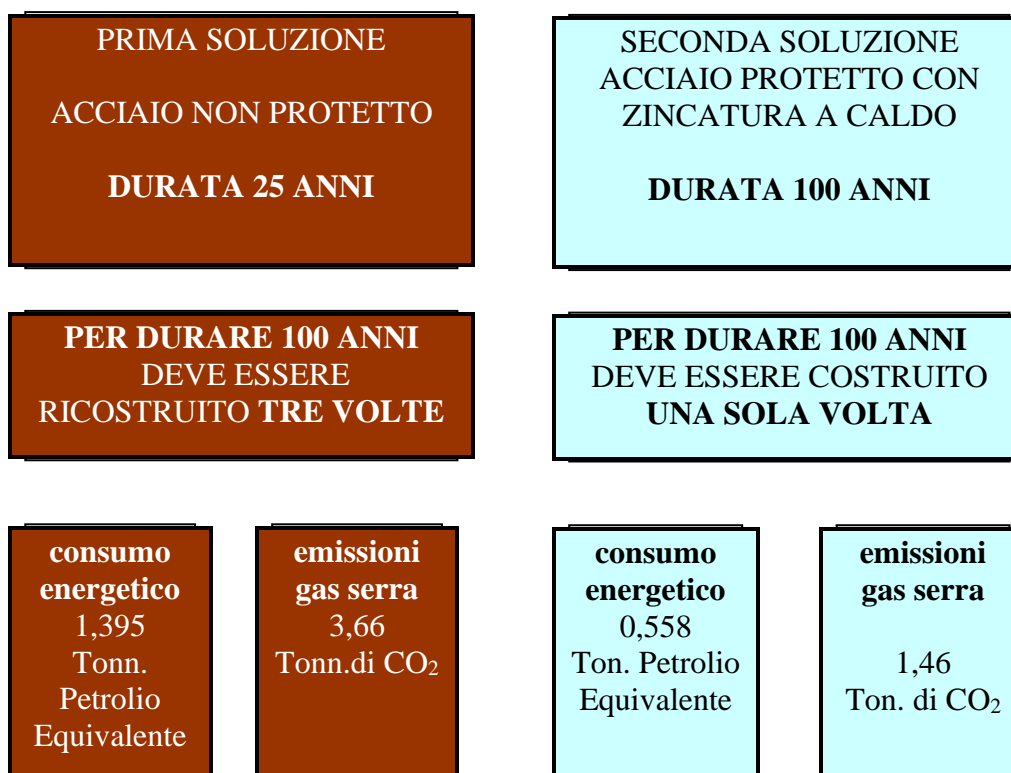 PRIMA SOLUZIONE
ACCIAIO NON PROTETTO
DURATA 25 ANNI
SECONDA SOLUZIONE
ACCIAIO PROTETTO CON
ZINCATURA A CALDO
DURATA 100 ANNI
PER DURARE 100 ANNI
DEVE ESSERE
RICOSTRUITO TRE VOLTE
PER DURARE 100 ANNI
DEVE ESSERE COSTRUITO
UNA SOLA VOLTA
consumo
energetico
1,395
Tonn.
Petrolio
Equivalente
emissioni
gas serra
3,66
Tonn.di CO₂
consumo
energetico
0,558
Ton. Petrolio
Equivalente
emissioni
gas serra
1,46
Ton. di CO₂